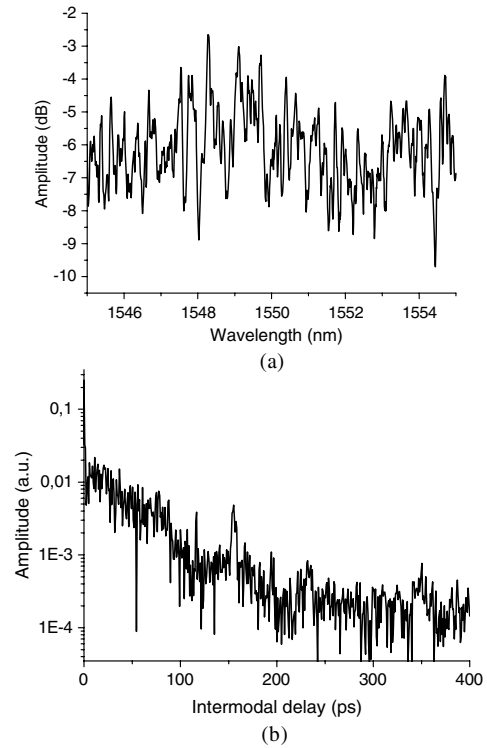 -2
-3
-4
-5
-6
-7
-8
-9
-10
Amplitude (dB)
1546 1548 1550 1552 1554
Wavelength (nm)
(a)
0,1
0,01
1E-3
1E-4
Amplitude (a.u.)
0 100 200 300 400
Intermodal delay (ps)
(b)